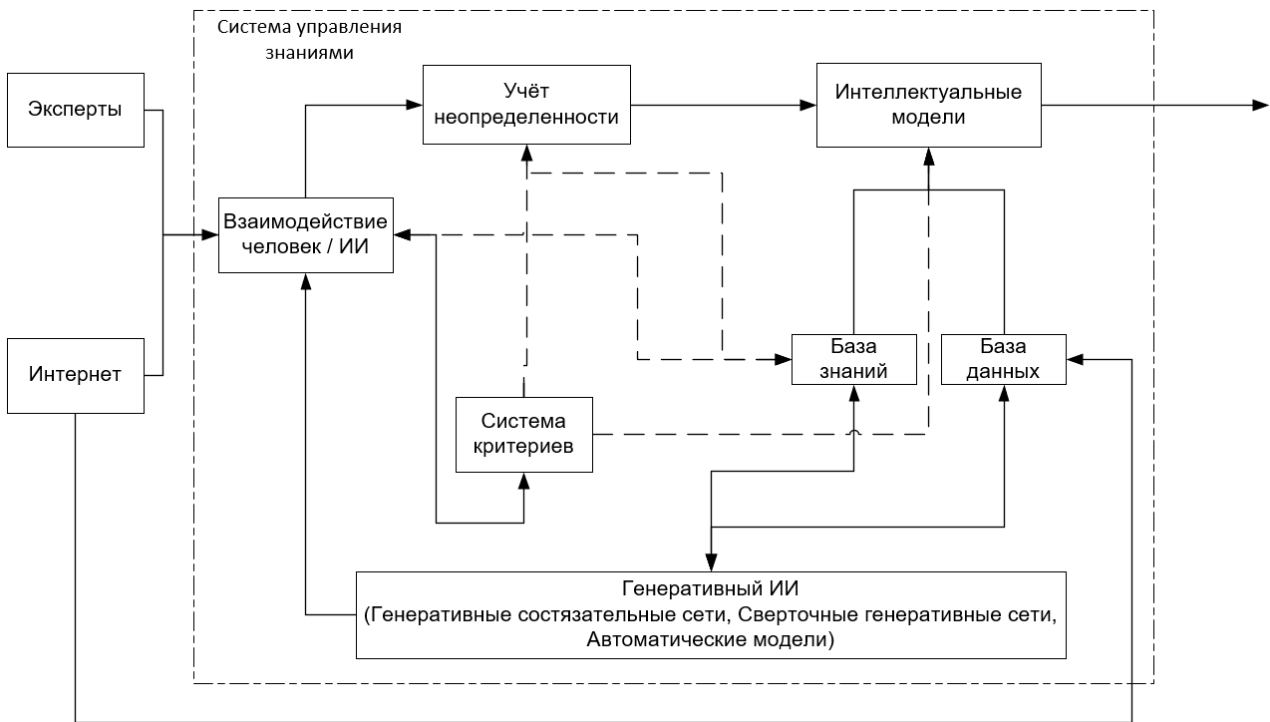 Система управления
знаниями
Эксперты
Учёт
неопределенности
Интеллектуальные
модели
Взаимодействие
человек / ИИ
Интернет
База
знаний
База
данных
Система
критериев
Генеративный ИИ
(Генеративные состязательные сети, Сверточные генеративные сети,
Автоматические модели)